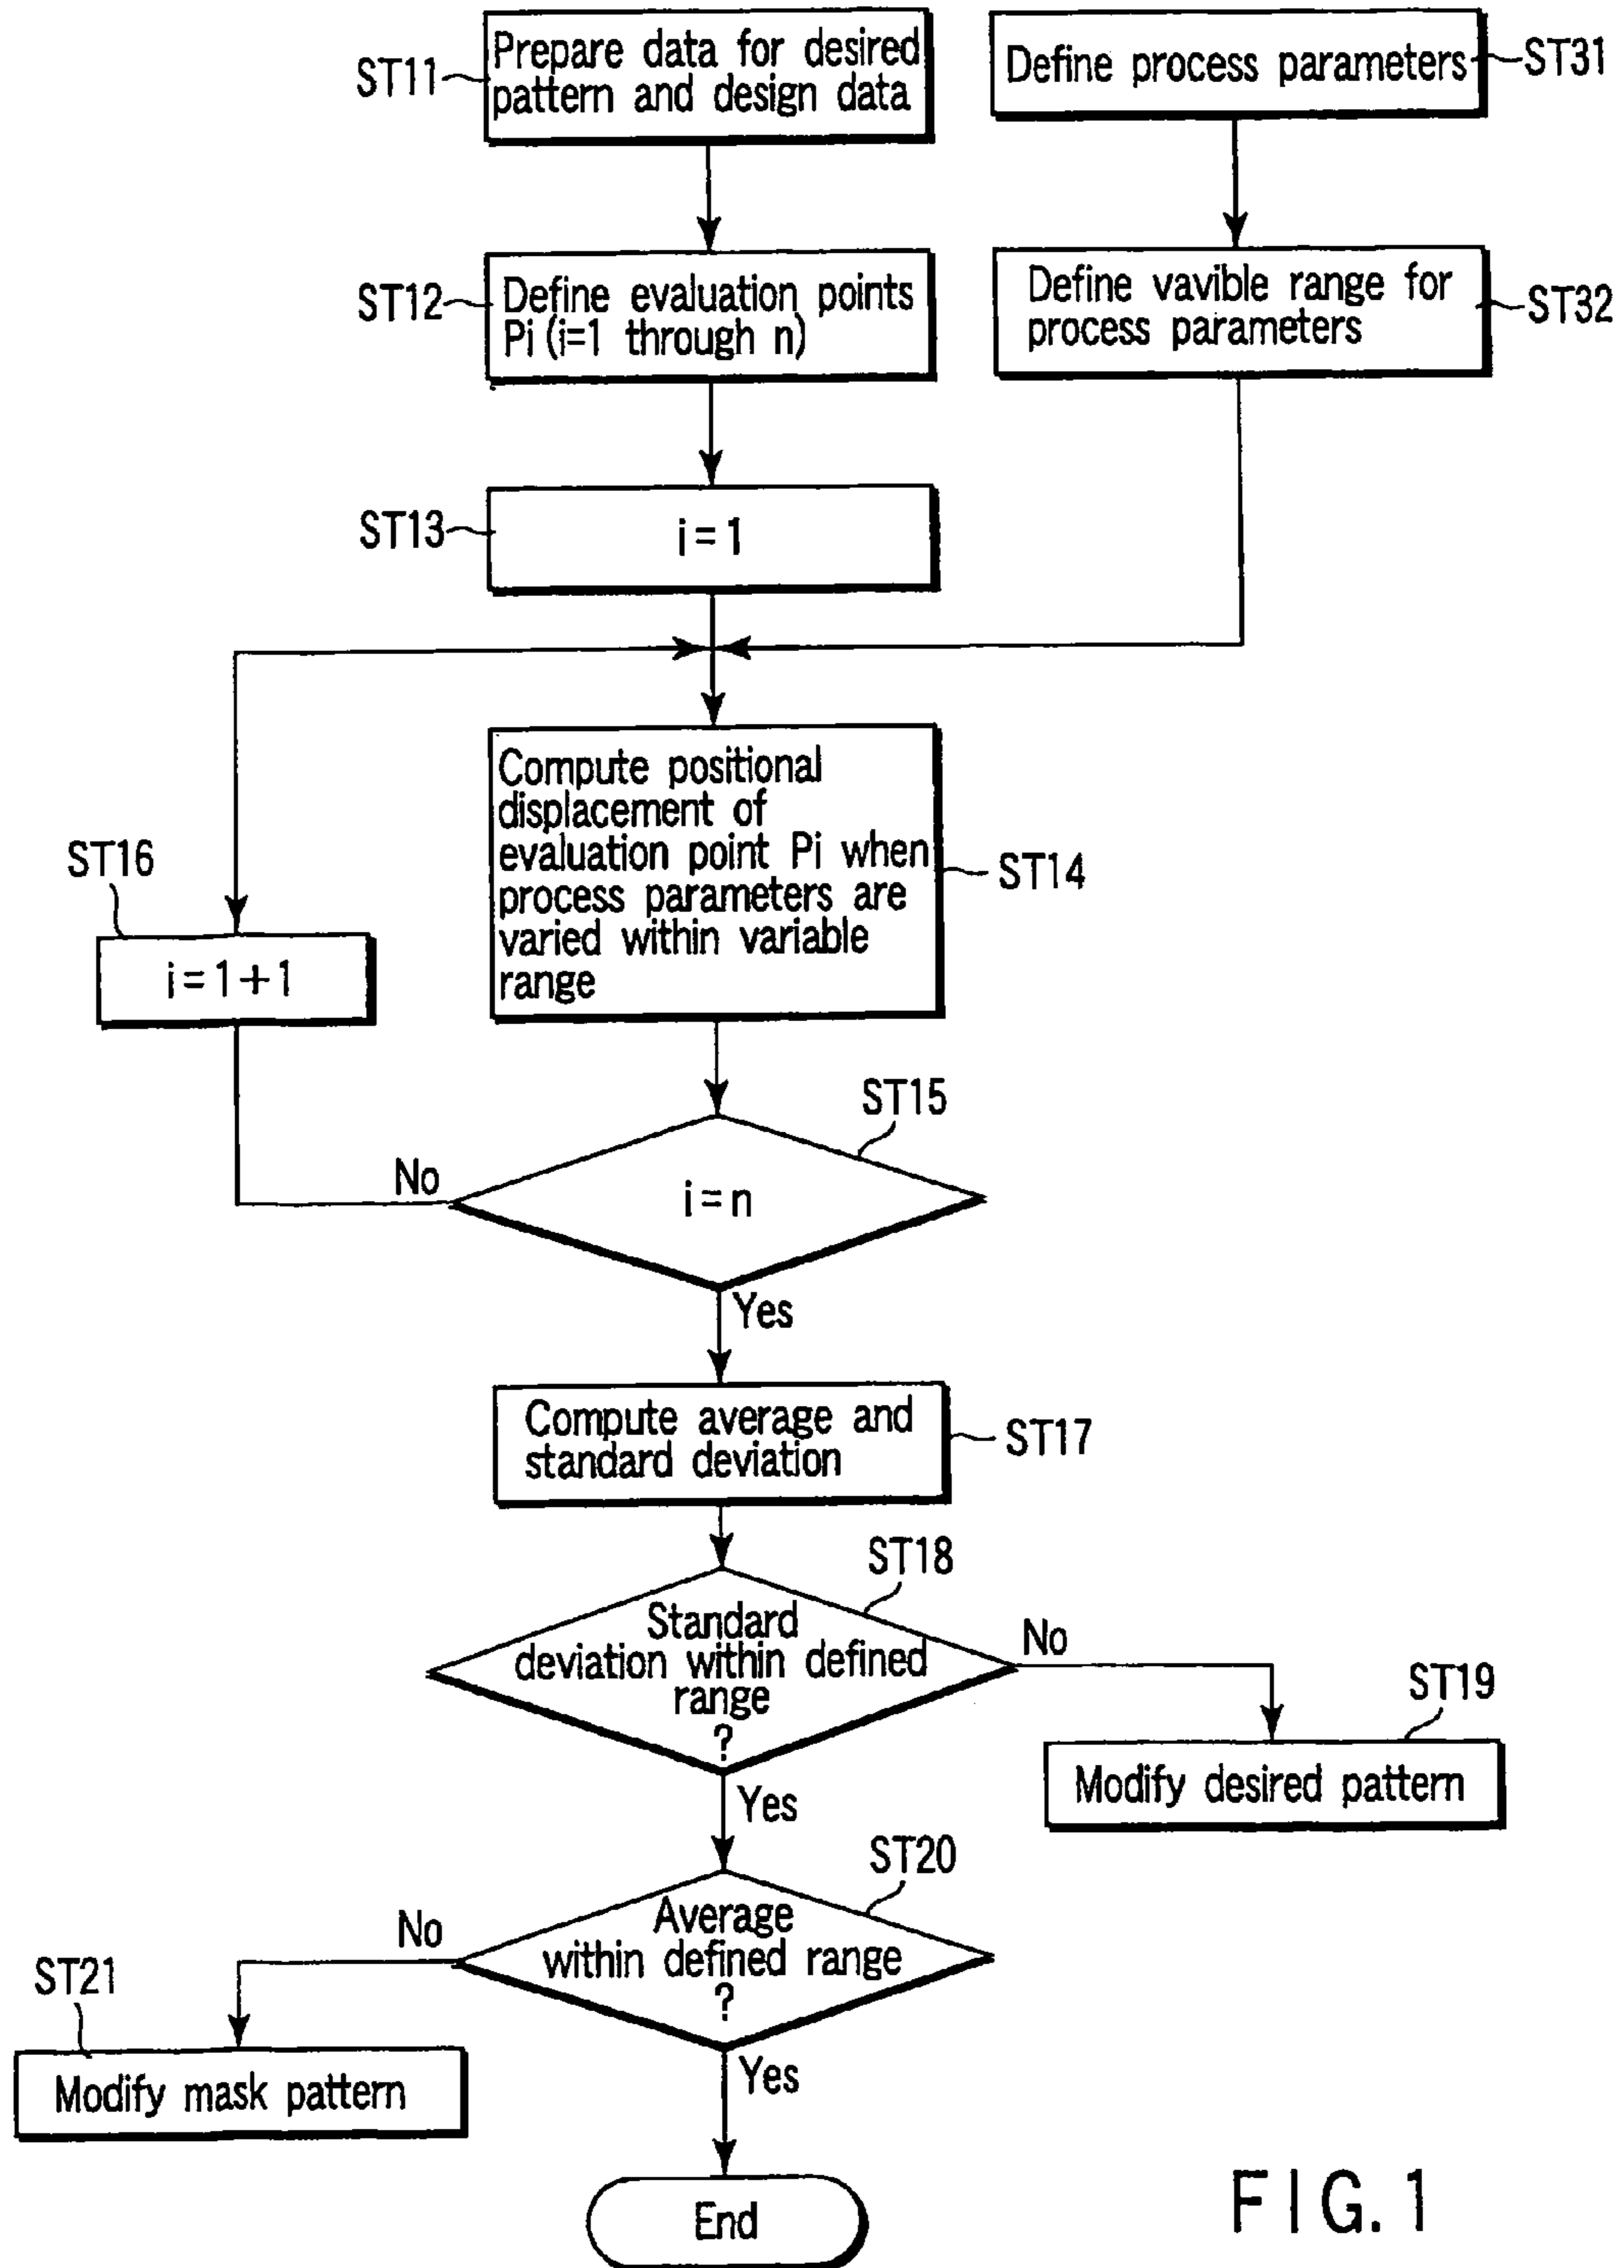 ST11
Prepare data for desired
pattern and design data
Define process parameters
ST31
ST12
Define evaluation points
Pi (i=1 through n)
Define vavible range for
process parameters
ST32
ST13
i=1
ST16
i=1+1
Compute positional
displacement of
evaluation point Pi when
process parameters are
varied within variable
range
ST14
ST15
No
i=n
Yes
Compute average and
standard deviation
ST17
ST18
Standard
deviation within defined
range
?
No
ST19
Modify desired pattern
Yes
ST20
No
Average
within defined range
?
ST21
Modify mask pattern
Yes
End
FIG. 1